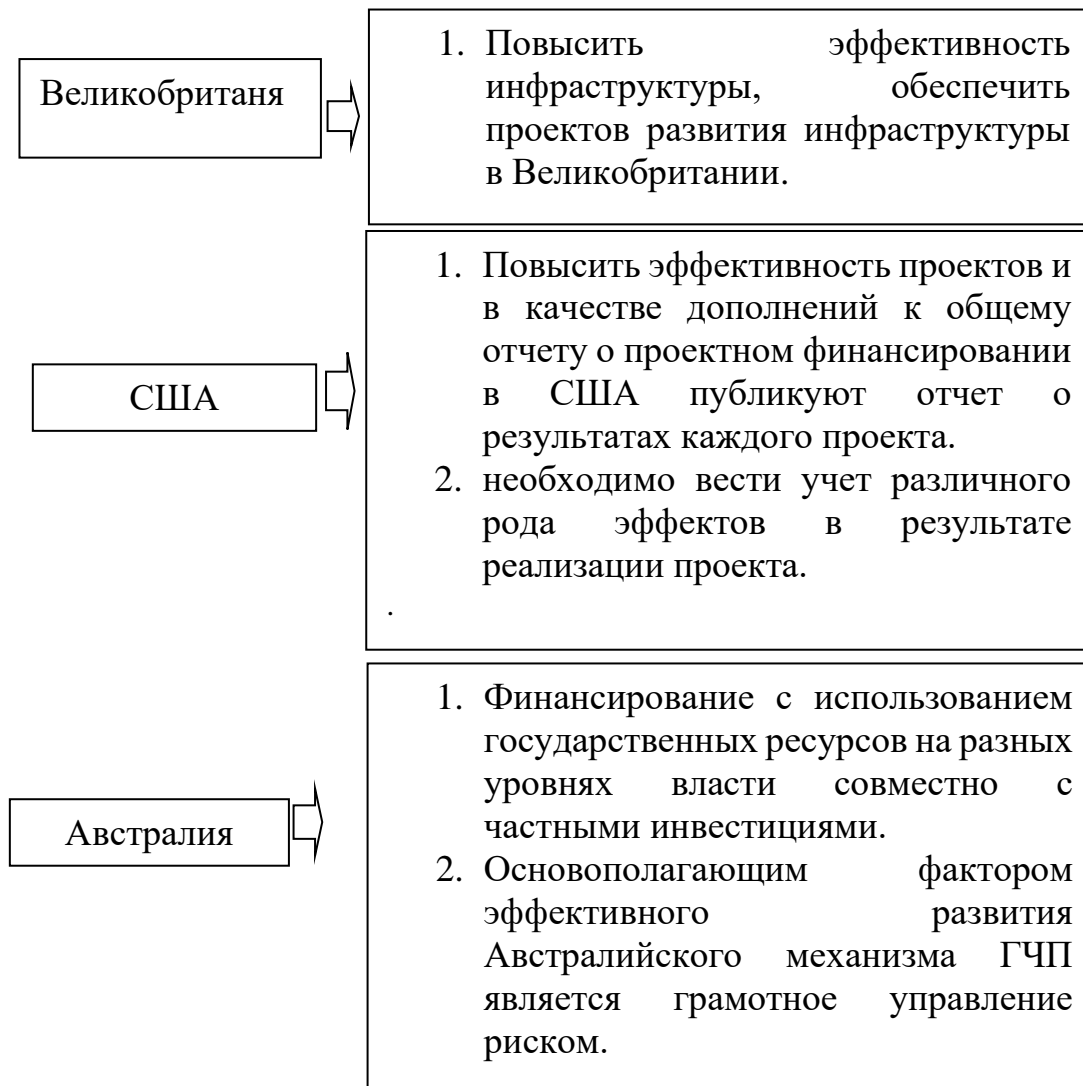 Великобритания
1. Повысить эффективность
инфраструктуры, обеспечить
проектов развития инфраструктуры
в Великобритании.
США
1. Повысить эффективность проектов и
в качестве дополнений к общему
отчету о проектном финансировании
в США публикуют отчет о
результатах каждого проекта.
2. необходимо вести учет различного
рода эффектов в результате
реализации проекта.
.
Австралия
1. Финансирование с использованием
государственных ресурсов на разных
уровнях власти совместно с
частными инвестициями.
2. Основополагающим фактором
эффективного развития
Австралийского механизма ГЧП
является грамотное управление
риском.